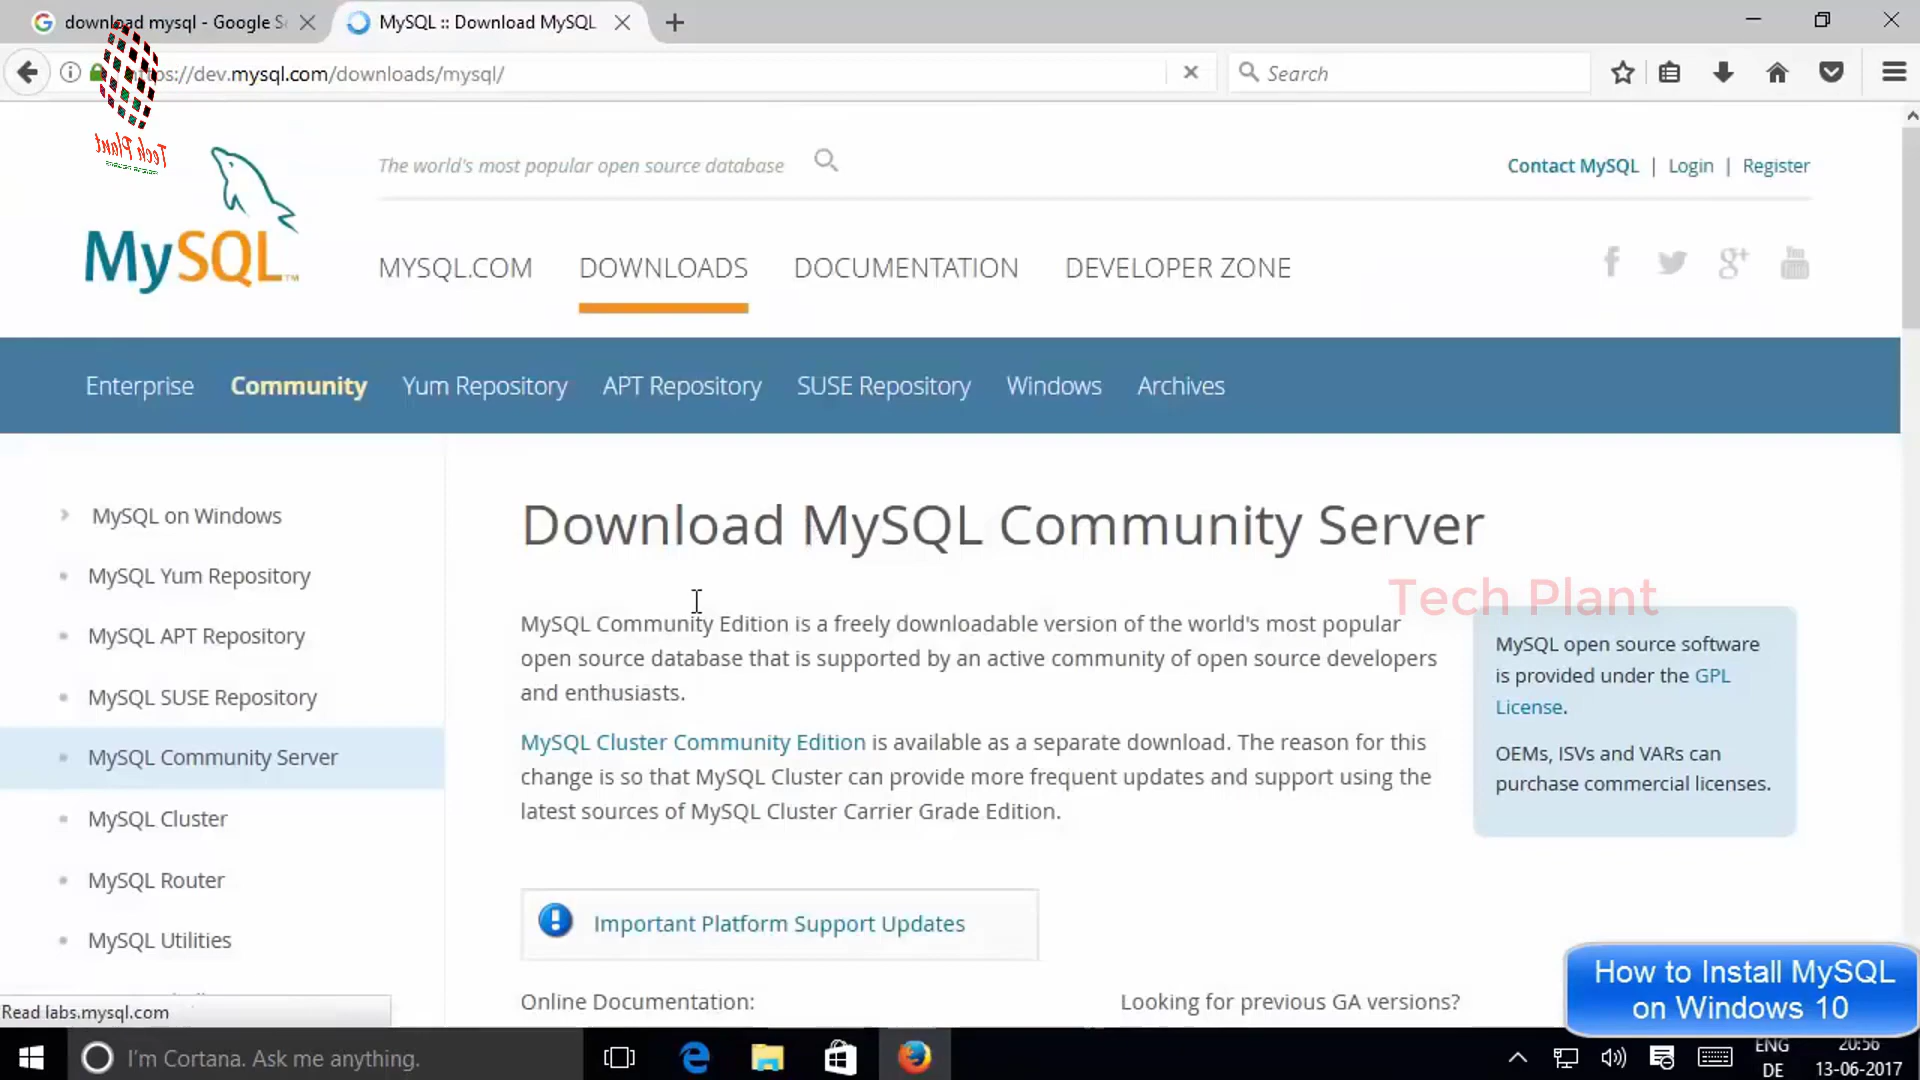 download mysql - Google S
MySQL :: Download MySQL
://dev.mysql.com/downloads/mysql/
Search
Tech Plant
The world's most popular open source database
Contact MySQL | Login | Register
MySQL™
MYSQL.COM
DOWNLOADS
DOCUMENTATION
DEVELOPER ZONE
f
g+
You
Enterprise
Community
Yum Repository
APT Repository
SUSE Repository
Windows
Archives
MySQL on Windows
MySQL Yum Repository
MySQL APT Repository
MySQL SUSE Repository
MySQL Community Server
MySQL Cluster
MySQL Router
MySQL Utilities
Download MySQL Community Server
Tech Plant
MySQL Community Edition is a freely downloadable version of the world's most popular
open source database that is supported by an active community of open source developers
and enthusiasts.
MySQL Cluster Community Edition is available as a separate download. The reason for this
change is so that MySQL Cluster can provide more frequent updates and support using the
latest sources of MySQL Cluster Carrier Grade Edition.
MySQL open source software
is provided under the GPL
License.
OEMs, ISVs and VARs can
purchase commercial licenses.
Important Platform Support Updates
Online Documentation:
Looking for previous GA versions?
How to Install MySQL
on Windows 10
Read labs.mysql.com
I'm Cortana. Ask me anything.
ENG
DE
20:56
13-06-2017